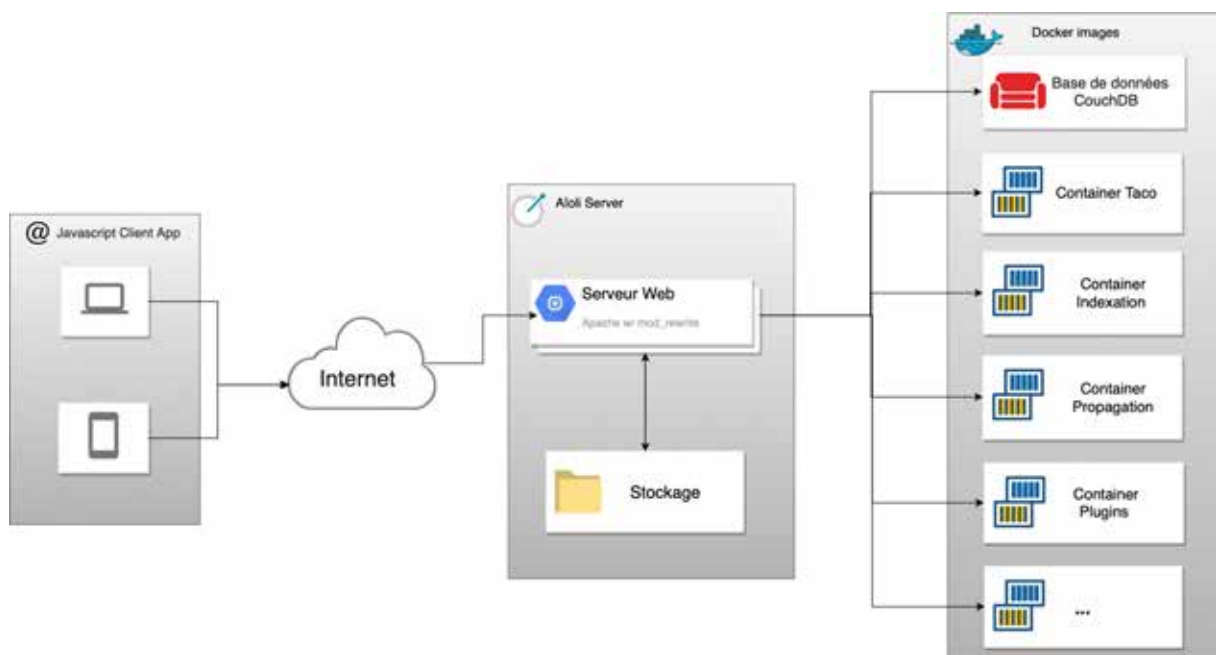 Docker images
Base de données
CouchDB
Container Taco
Container
Indexation
Container
Propagation
Container
Plugins
...
Aloli Server
Serveur Web
Apache w/ mod_rewrite
Stockage
@ Javascript Client App
Internet